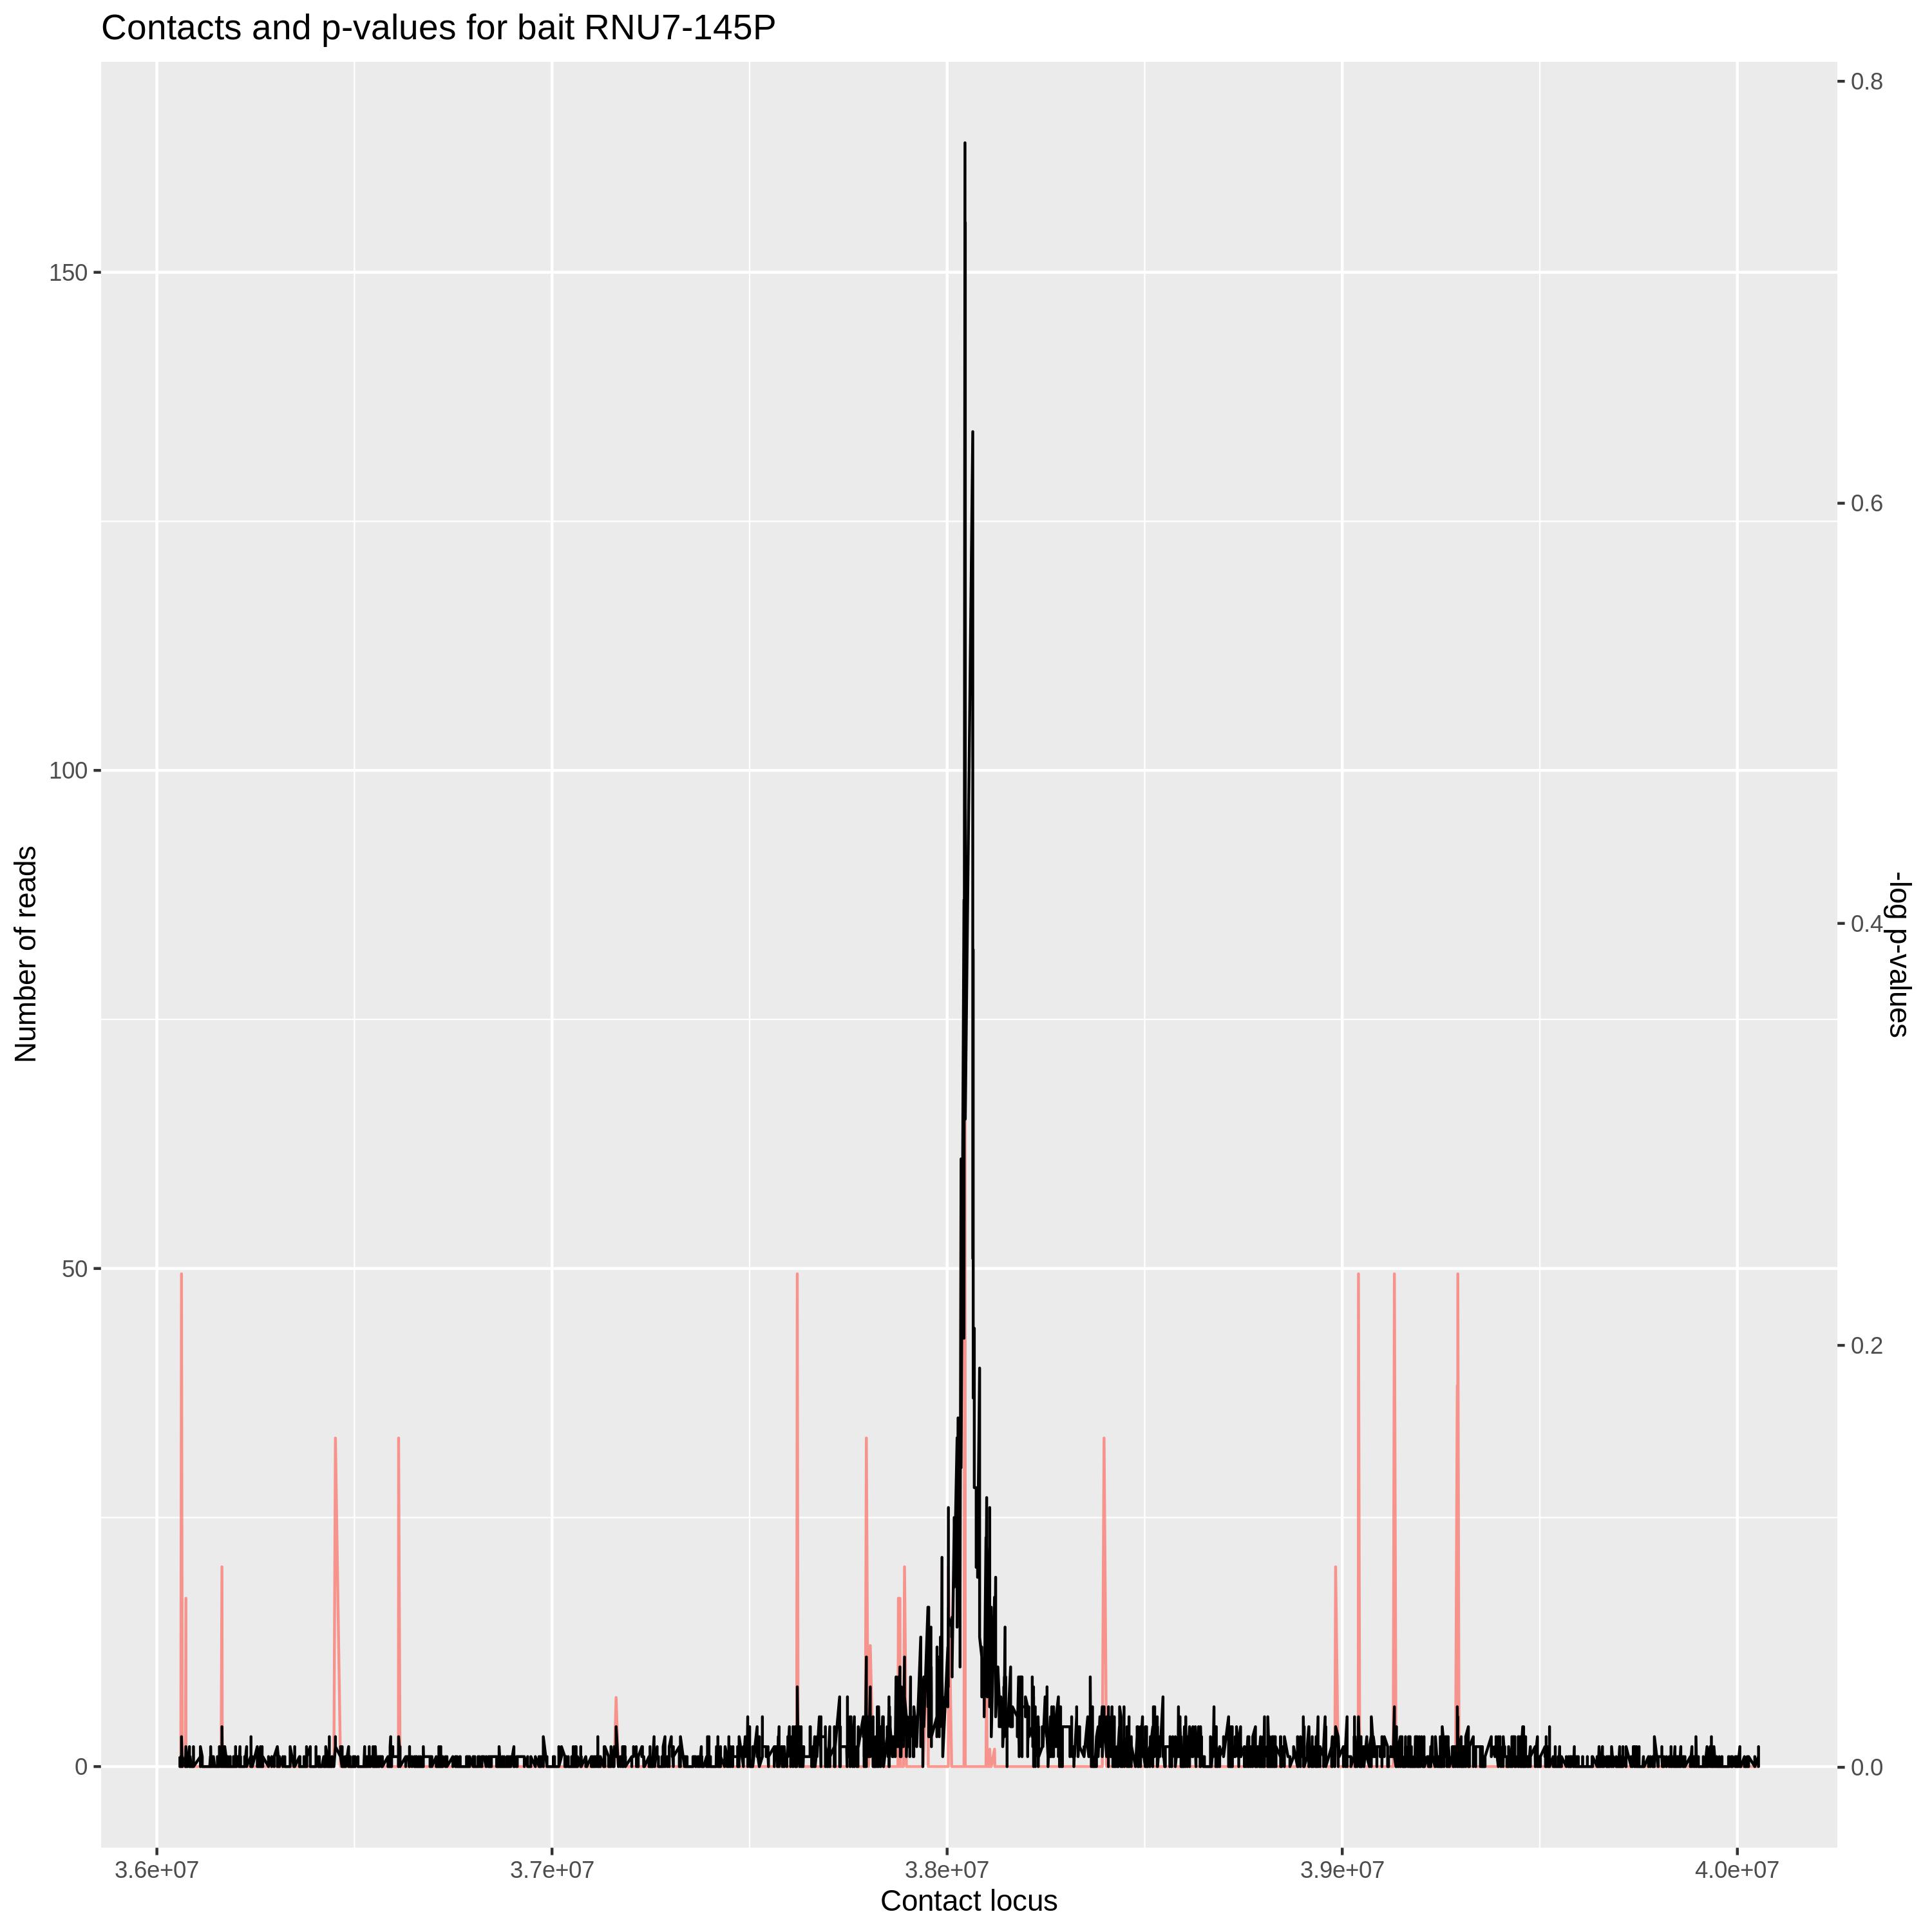 Contacts and p-values for bait RNU7-145P
Number of reads
150
100
50
0
0.8
0.6
0.4
0.2
0.0
-log p-values
3.6e+07
3.7e+07
3.8e+07
3.9e+07
4.0e+07
Contact locus